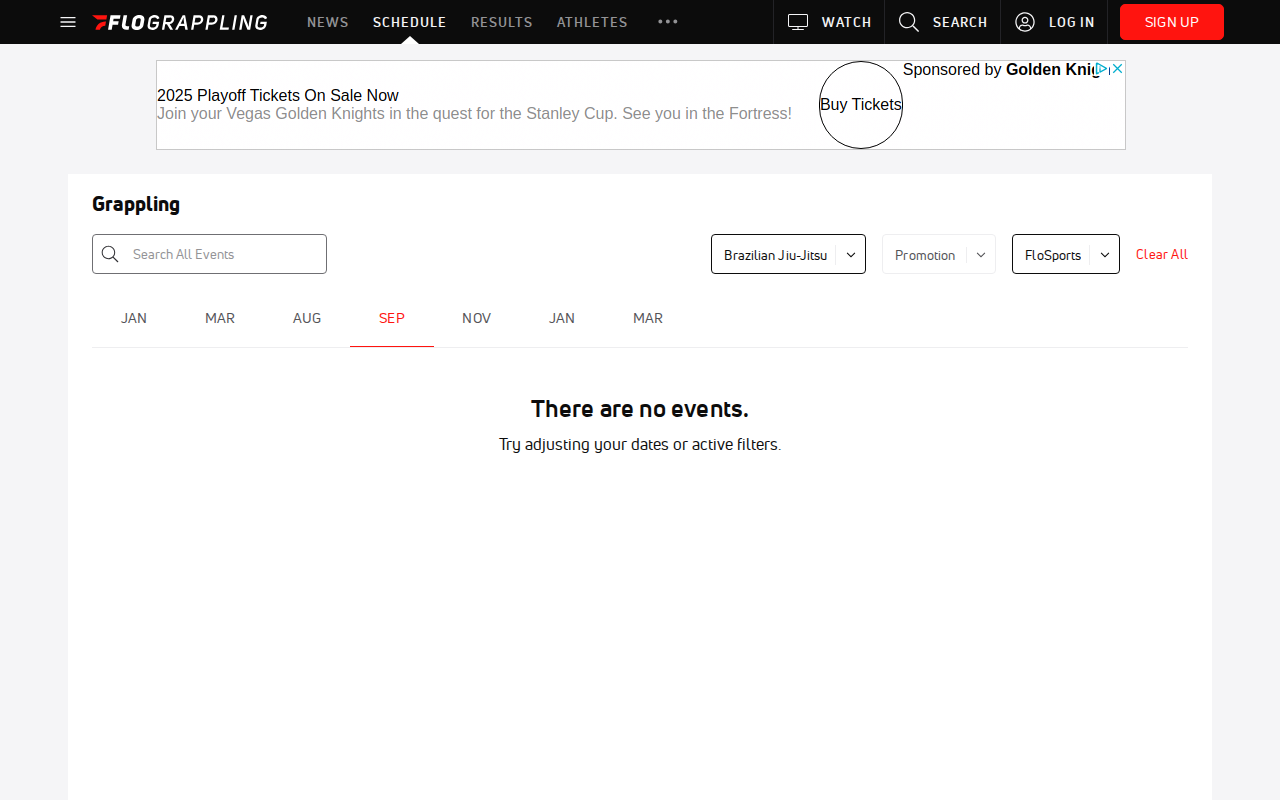 FLOGRAPPLING NEWS SCHEDULE RESULTS ATHLETES WATCH SEARCH LOG IN SIGN UP
2025 Playoff Tickets On Sale Now
Join your Vegas Golden Knights in the quest for the Stanley Cup. See you in the Fortress!
Buy Tickets
Sponsored by Golden
Grappling
Search All Events
Brazilian Jiu-Jitsu Promotion FloSports Clear All
JAN MAR AUG SEP NOV JAN MAR
There are no events.
Try adjusting your dates or active filters.